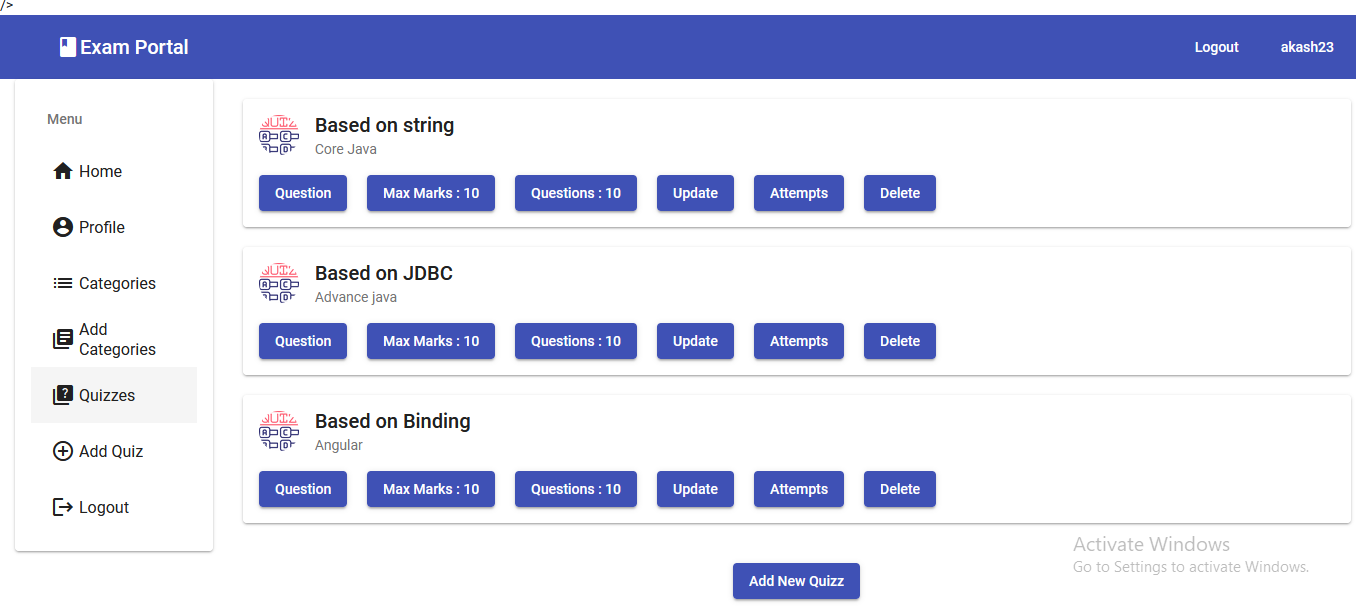 />
Exam Portal
Logout
akash23
Menu
Home
Profile
Categories
Add
Categories
Quizzes
Add Quiz
Logout
QUIZ
A C
D
Based on string
Core Java
Question
Max Marks : 10
Questions : 10
Update
Attempts
Delete
QUIZ
A C
D
Based on JDBC
Advance java
Question
Max Marks : 10
Questions : 10
Update
Attempts
Delete
QUIZ
A C
D
Based on Binding
Angular
Question
Max Marks : 10
Questions : 10
Update
Attempts
Delete
Add New Quizz
Activate Windows
Go to Settings to activate Windows.